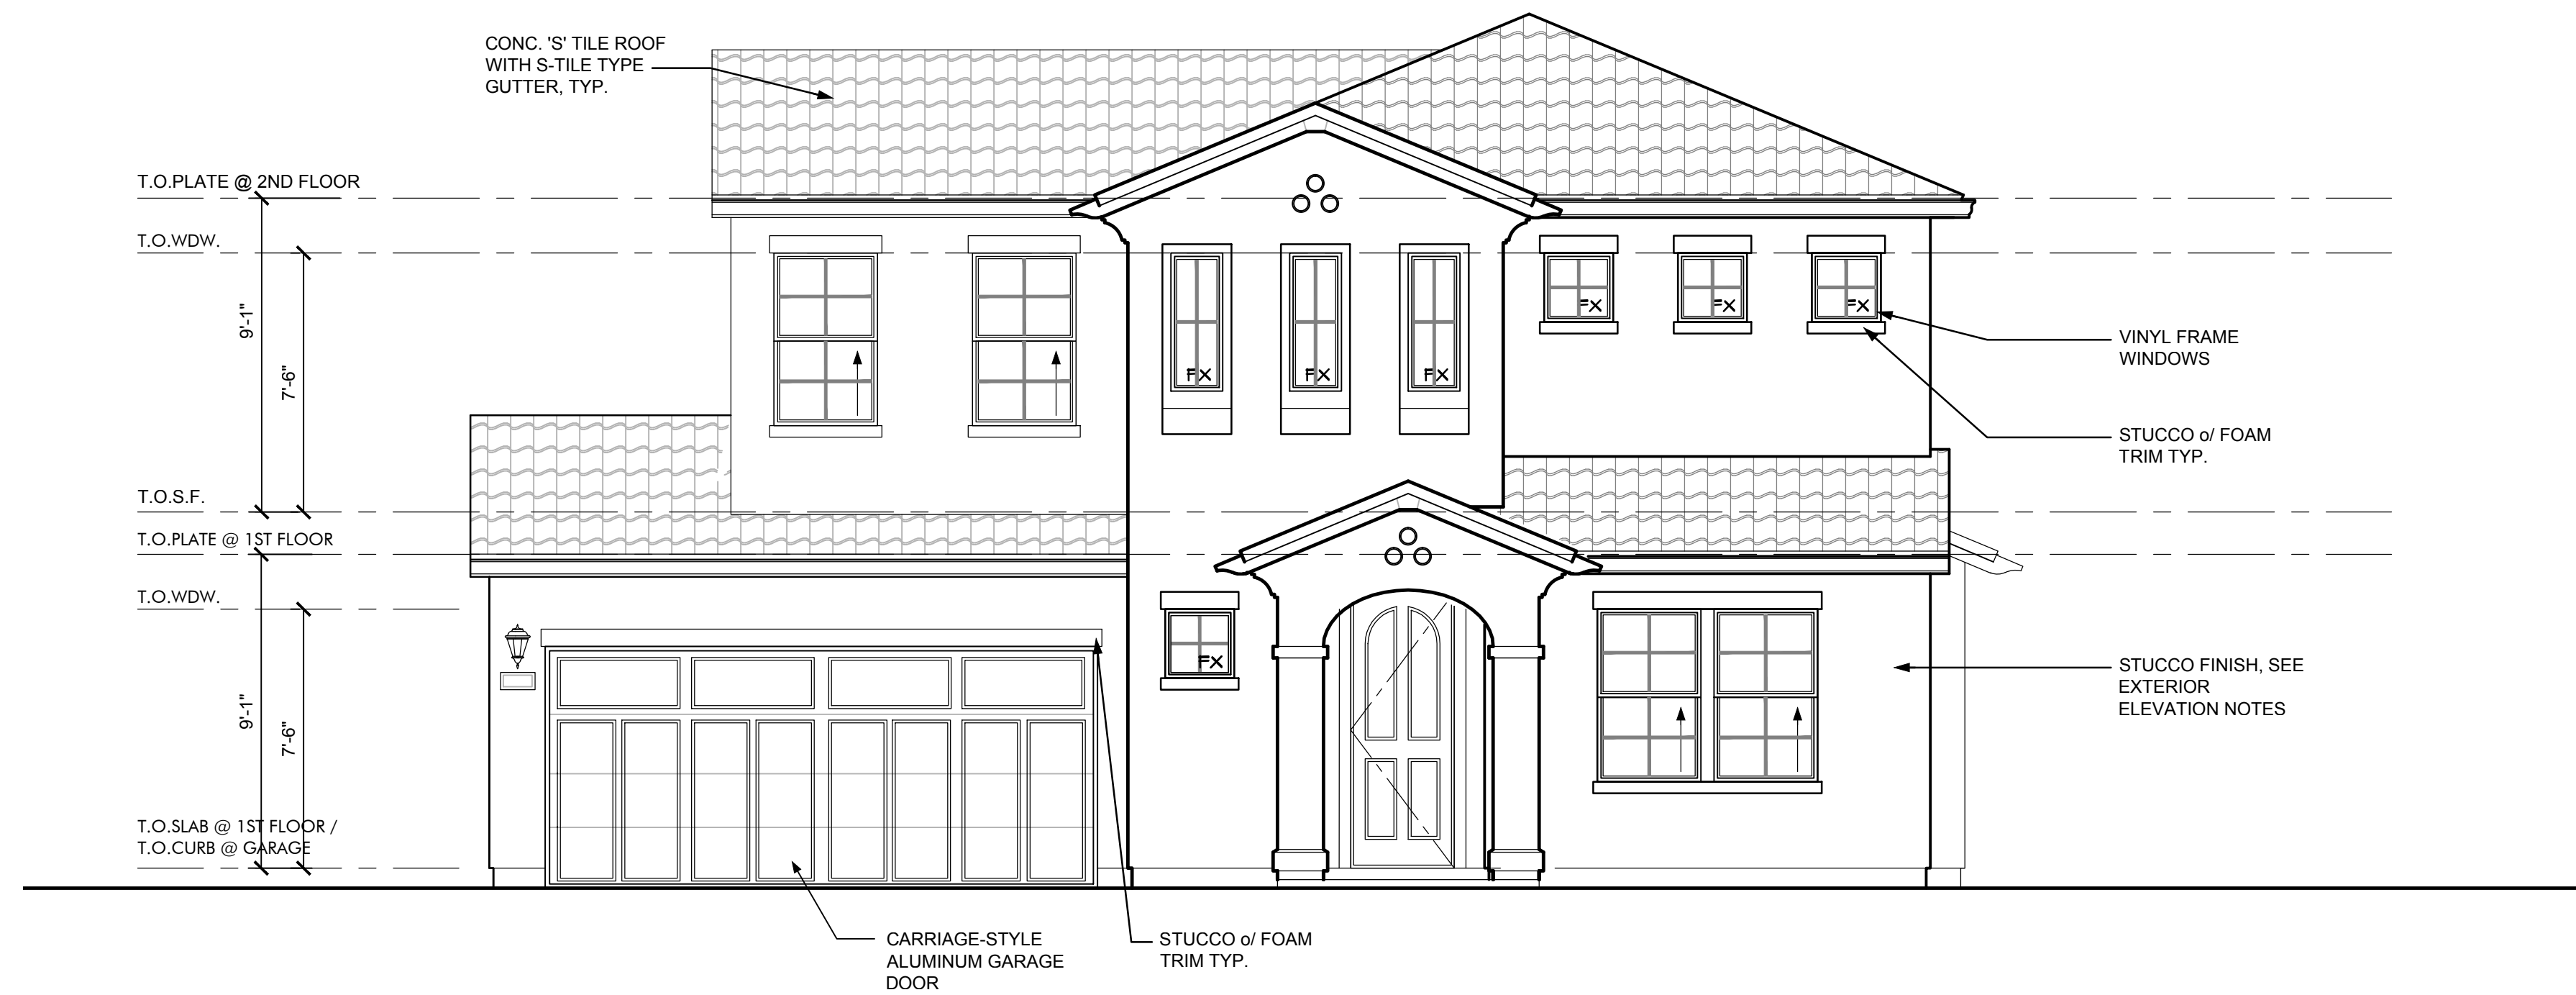 CONC. 'S' TILE ROOF
WITH S-TILE TYPE
GUTTER, TYP.
T.O.PLATE @ 2ND FLOOR
T.O.WDW.
9'-1"
7'-6"
FX
FX
FX
FX
FX
FX
VINYL FRAME
WINDOWS
STUCCO o/ FOAM
TRIM TYP.
T.O.S.F.
T.O.PLATE @ 1ST FLOOR
T.O.WDW.
9'-1"
7'-6"
FX
STUCCO FINISH, SEE
EXTERIOR
ELEVATION NOTES
T.O.SLAB @ 1ST FLOOR /
T.O.CURB @ GARAGE
CARRIAGE-STYLE
ALUMINUM GARAGE
DOOR
STUCCO o/ FOAM
TRIM TYP.